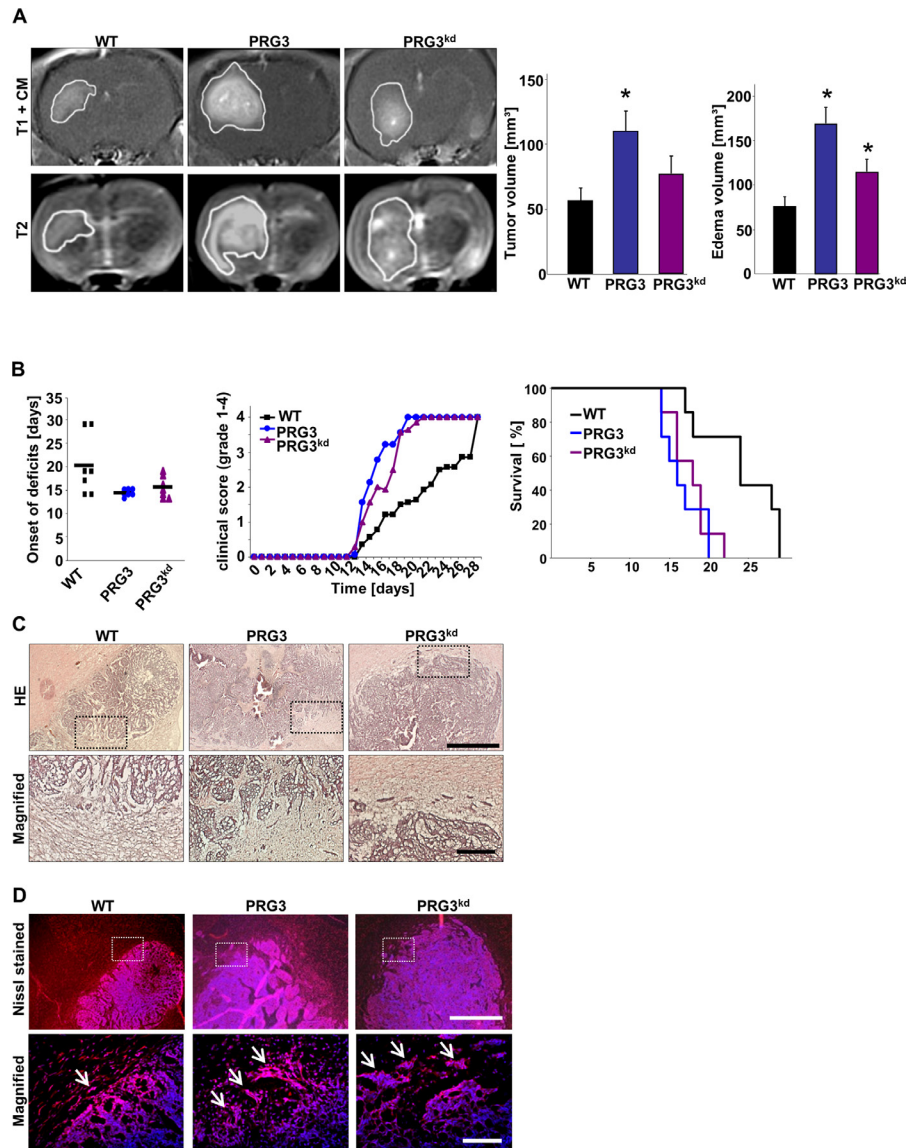 A
WT PRG3 PRG3kd
T1 + CM
T2
Tumor volume [mm³]
150
100
50
0
*
WT PRG3 PRG3kd
Edema volume [mm³]
200
150
100
50
0
*
*
WT PRG3 PRG3kd
B
Onset of deficits [days]
35
30
25
20
15
10
5
0
WT PRG3 PRG3kd
clinical score (grade 1-4)
4
3
2
1
0
WT
PRG3
PRG3kd
0 2 4 6 8 10 12 14 16 18 20 22 24 26 28
Time [days]
Survival [ %]
100
80
60
40
20
0
WT
PRG3
PRG3kd
5 10 15 20 25
C
WT PRG3 PRG3kd
HE
Magnified
D
WT PRG3 PRG3kd
Nissl stained
Magnified